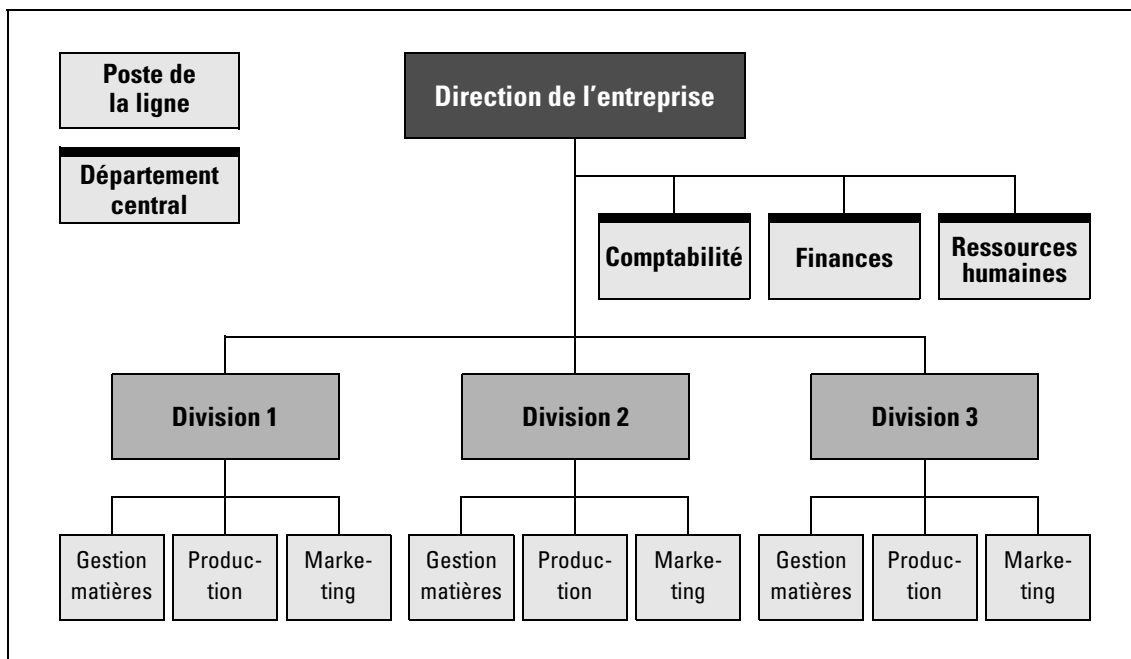 Poste de
la ligne
Département
central
Direction de l'entreprise
Comptabilité
Finances
Ressources
humaines
Division 1
Division 2
Division 3
Gestion
matières
Produc-
tion
Marke-
ting
Gestion
matières
Produc-
tion
Marke-
ting
Gestion
matières
Produc-
tion
Marke-
ting